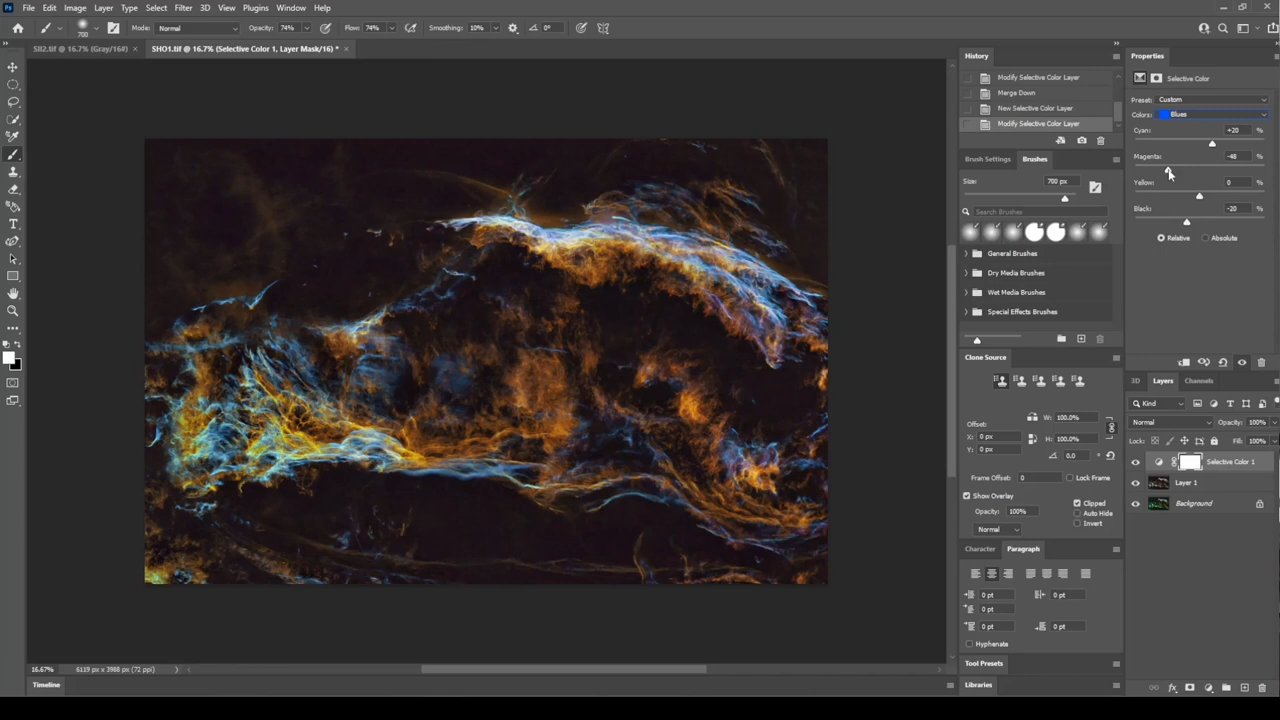 Ps File Edit Image Layer Type Select Filter 3D View Plugins Window Help
700 Mode: Normal Opacity: 74% Flow: 74% Smoothing: 10% 0°
SII2.tif @ 16.7% (Gray/16#) × SHO1.tif @ 16.7% (Selective Color 1, Layer Mask/16) * ×
History
Modify Selective Color Layer
Merge Down
New Selective Color Layer
Modify Selective Color Layer
Brush Settings Brushes
Size: 700 px
Search Brushes
General Brushes
Dry Media Brushes
Wet Media Brushes
Special Effects Brushes
Clone Source
Offset: W: 100.0%
X: 0 px H: 100.0%
Y: 0 px 0.0 °
Frame Offset: 0 Lock Frame
Show Overlay
Opacity: 100% Clipped
Auto Hide
Normal Invert
Character Paragraph
0 pt 0 pt
0 pt
0 pt 0 pt
Hyphenate
Tool Presets
Libraries
Properties
Selective Color
Preset: Custom
Colors: Blues
Cyan: +20 %
Magenta: -48 %
Yellow: 0 %
Black: -20 %
Relative Absolute
3D Layers Channels
Kind
Normal Opacity: 100%
Lock: Fill: 100%
Selective Color 1
Layer 1
Background
16.67% 6119 px x 3988 px (72 ppi)
Timeline